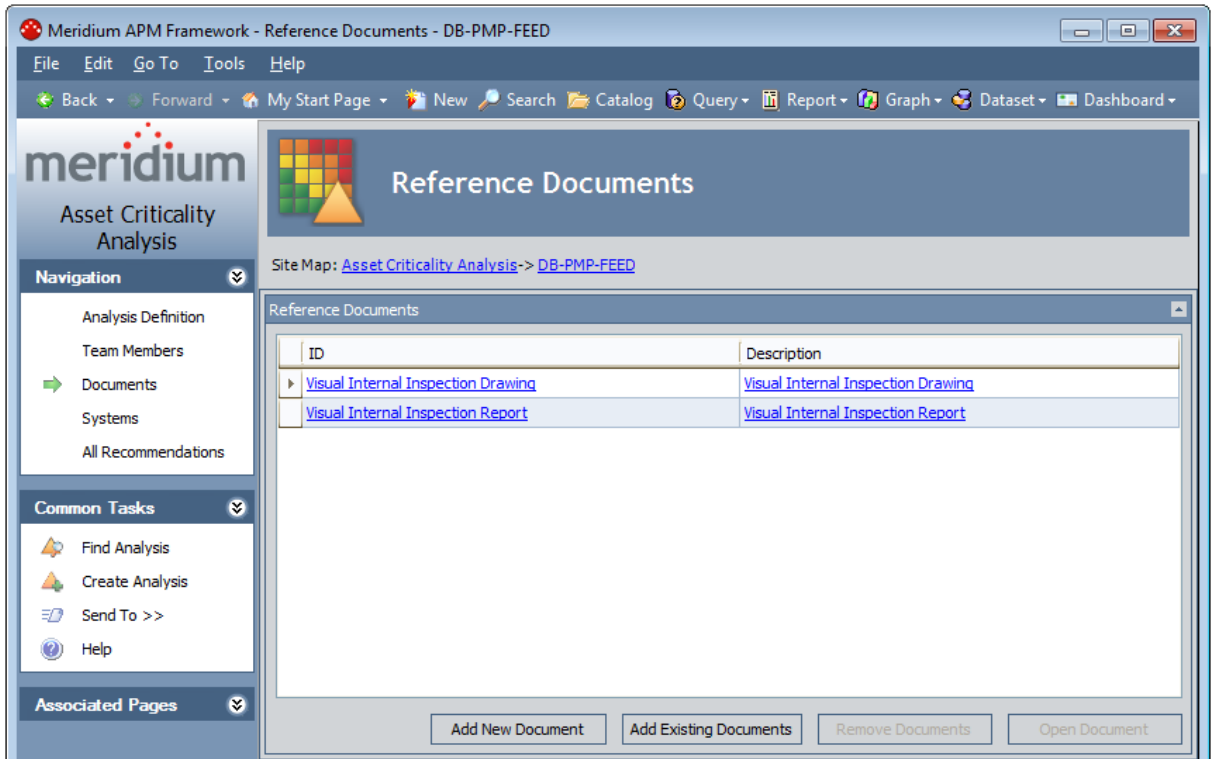 Meridium APM Framework - Reference Documents - DB-PMP-FEED
File Edit Go To Tools Help
Back Forward My Start Page New Search Catalog Query Report Graph Dataset Dashboard
meridium
Asset Criticality
Analysis
Reference Documents
Site Map: Asset Criticality Analysis-> DB-PMP-FEED
Navigation
Analysis Definition
Team Members
Documents
Systems
All Recommendations
Common Tasks
Find Analysis
Create Analysis
Send To >>
Help
Associated Pages
Reference Documents
ID Description
Visual Internal Inspection Drawing Visual Internal Inspection Drawing
Visual Internal Inspection Report Visual Internal Inspection Report
Add New Document Add Existing Documents Remove Documents Open Document